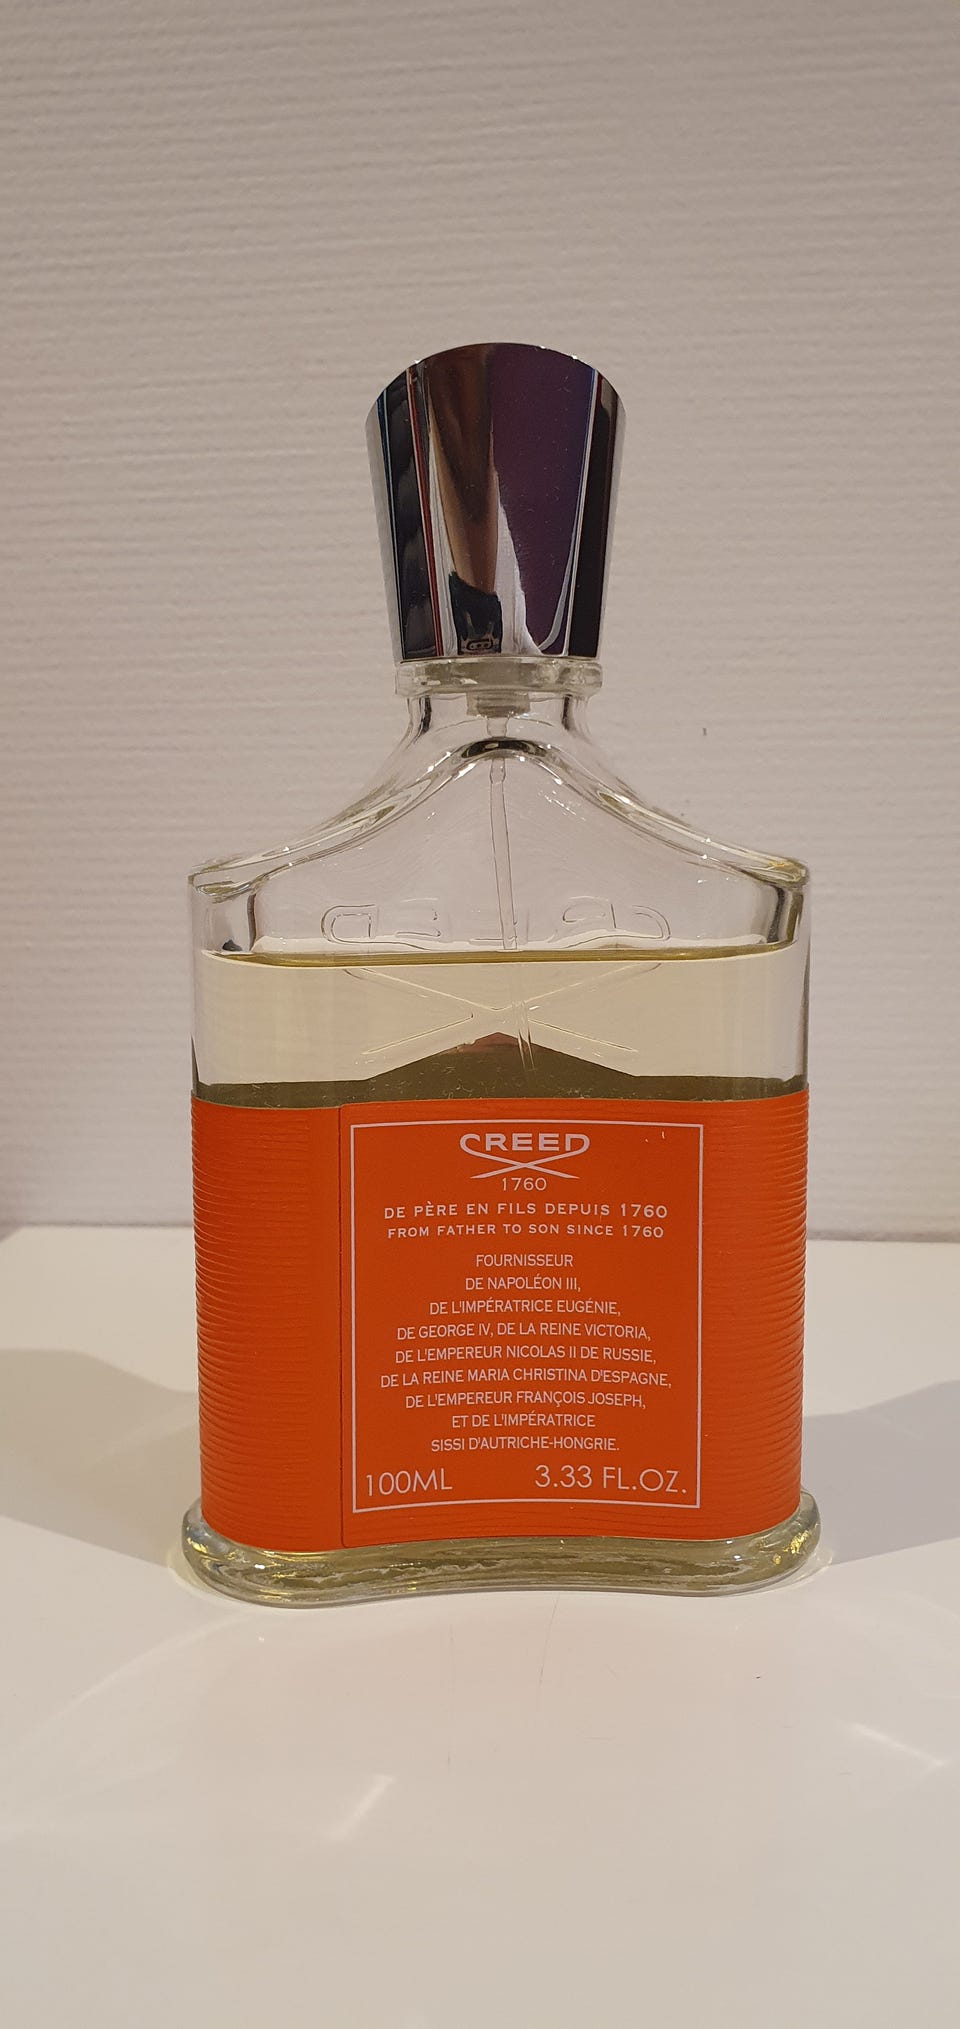 CREED
CREED
1760
DE PÈRE EN FILS DEPUIS 1760
FROM FATHER TO SON SINCE 1760
FOURNISSEUR
DE NAPOLÉON III,
DE L'IMPÉRATRICE EUGÉNIE,
DE GEORGE IV, DE LA REINE VICTORIA,
DE L'EMPEREUR NICOLAS II DE RUSSIE,
DE LA REINE MARIA CHRISTINA D'ESPAGNE,
DE L'EMPEREUR FRANÇOIS JOSEPH,
ET DE L'IMPÉRATRICE
SISSI D'AUTRICHE-HONGRIE.
100ML 3.33 FL.OZ.